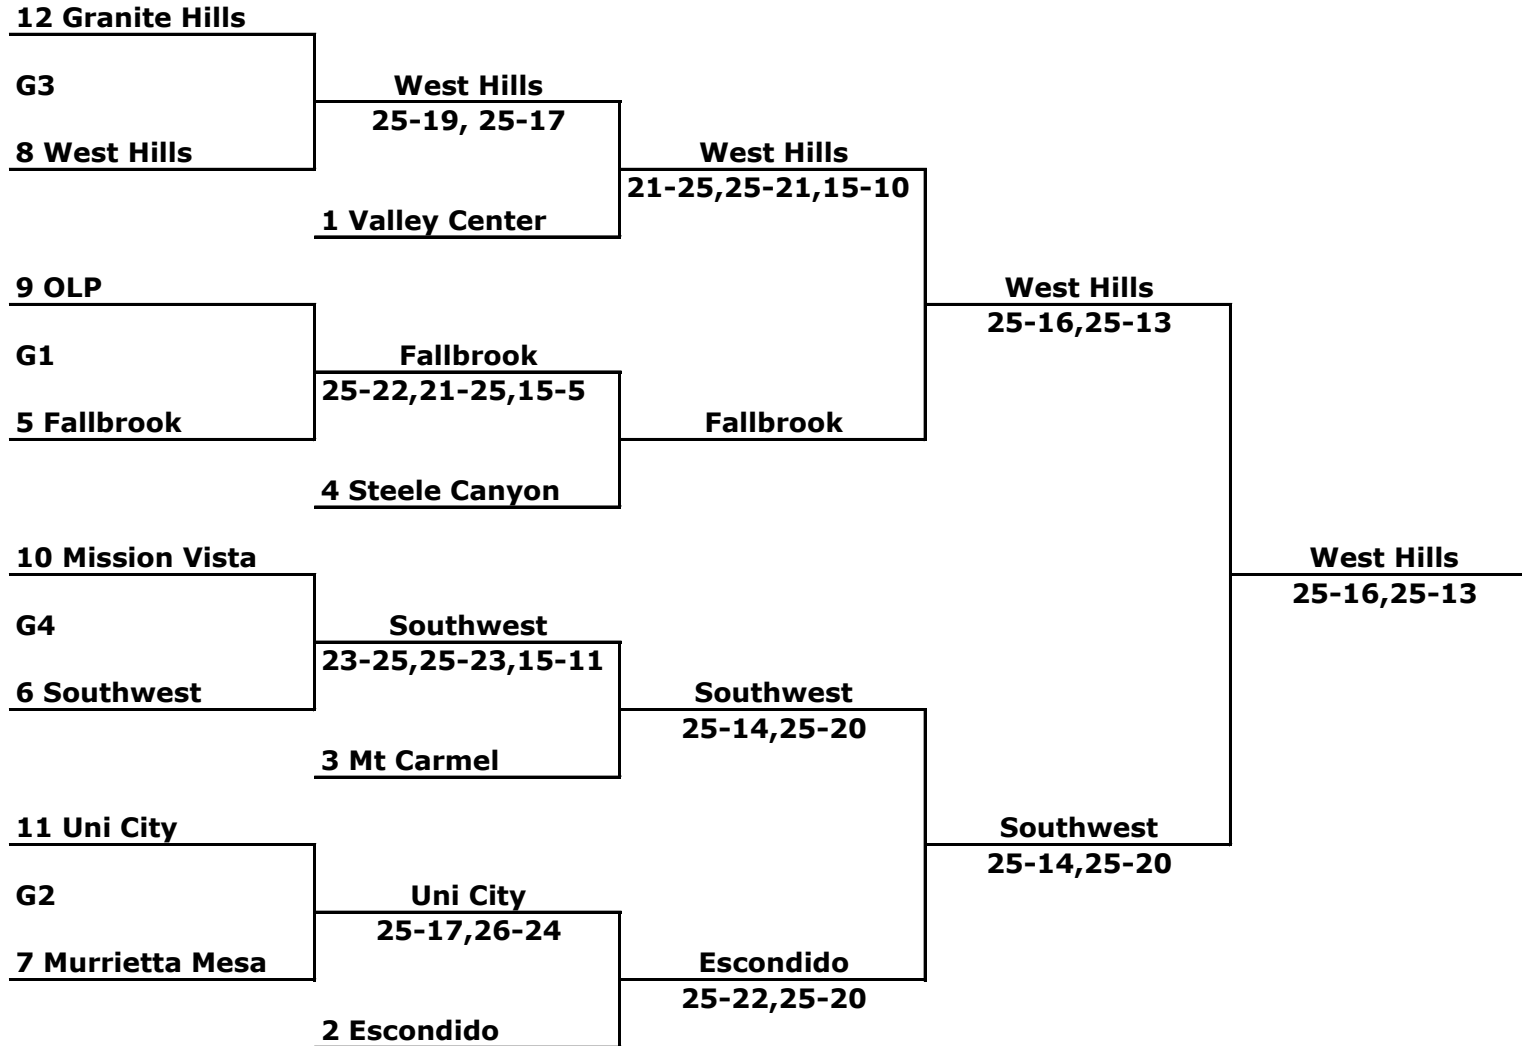 12 Granite Hills
G3
West Hills
25-19, 25-17
8 West Hills
West Hills
21-25,25-21,15-10
1 Valley Center
9 OLP
West Hills
25-16,25-13
G1
Fallbrook
25-22,21-25,15-5
5 Fallbrook
Fallbrook
4 Steele Canyon
10 Mission Vista
West Hills
25-16,25-13
G4
Southwest
23-25,25-23,15-11
6 Southwest
Southwest
25-14,25-20
3 Mt Carmel
11 Uni City
Southwest
25-14,25-20
G2
Uni City
25-17,26-24
7 Murrietta Mesa
Escondido
25-22,25-20
2 Escondido